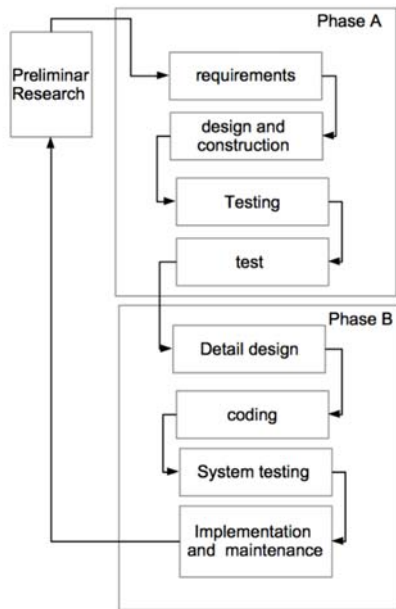 Phase A
Preliminar
Research
requirements
design and
construction
Testing
test
Phase B
Detail design
coding
System testing
Implementation
and maintenance